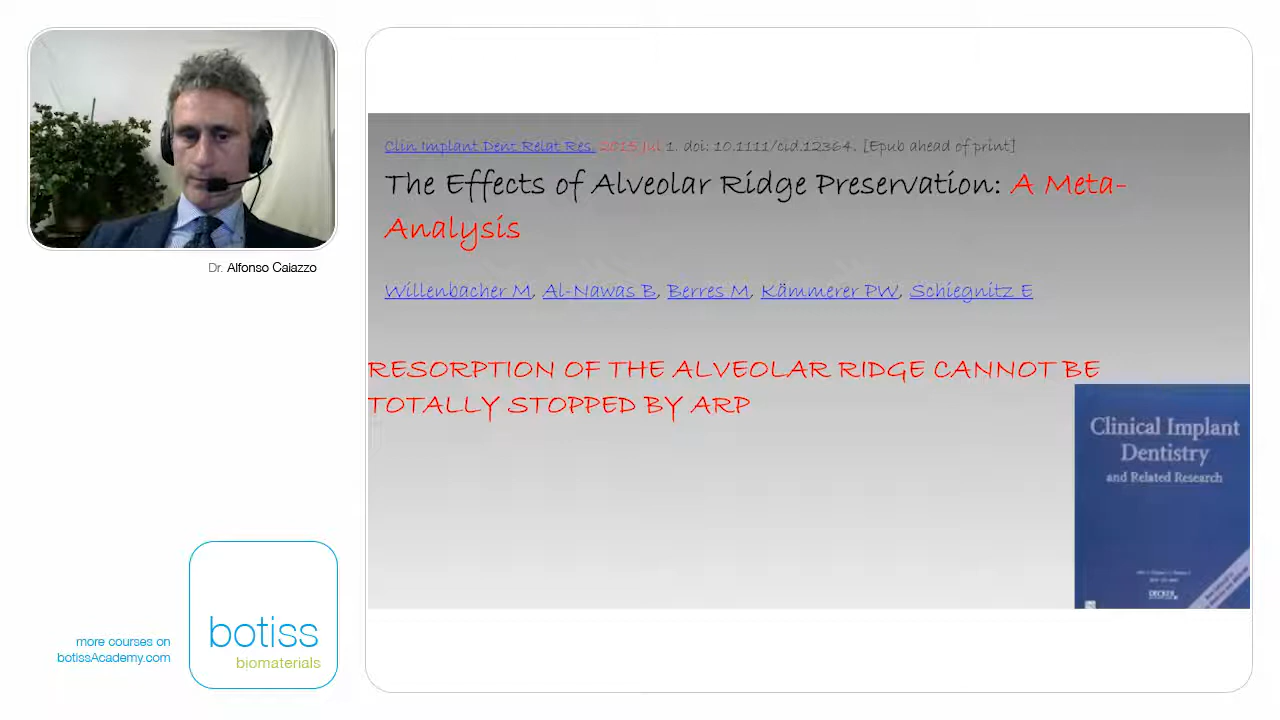 Dr. Alfonso Caiazzo
Clin Implant Dent Relat Res. 2015 Jul 1. doi: 10.1111/cid.12364. [Epub ahead of print]
The Effects of Alveolar Ridge Preservation: A Meta-
Analysis
Willenbacher M, Al-Nawas B, Berres M, Kämmerer PW, Schiegnitz E
RESORPTION OF THE ALVEOLAR RIDGE CANNOT BE
TOTALLY STOPPED BY ARP
Clinical Implant
Dentistry
and Related Research
DECKER
more courses on
botissAcademy.com
botiss
biomaterials